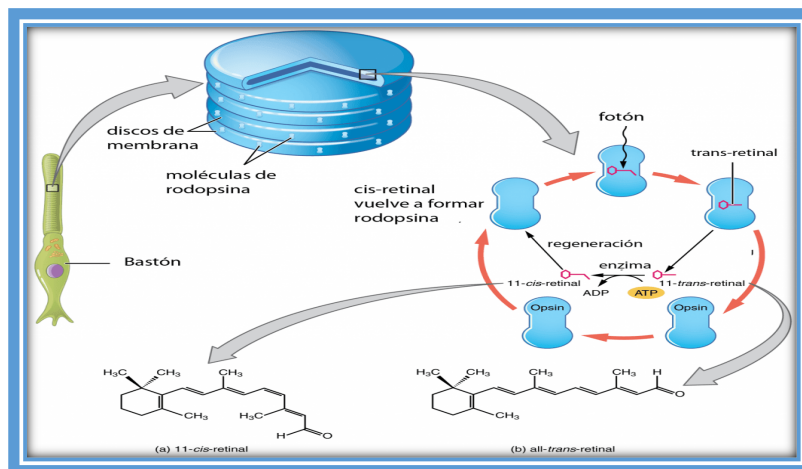 discos de
membrana
moléculas de
rodopsina
Bastón
fotón
trans-retinal
cis-retinal
vuelve a formar
rodopsina
regeneración
enzima
11-cis-retinal
ADP
ATP
11-trans-retinal
Opsin
Opsin
H₃C
CH₃
CH₃
CH₃
H₃C
H
O
(a) 11-cis-retinal
H₃C
CH₃
CH₃
CH₃
CH₃
H
O
(b) all-trans-retinal